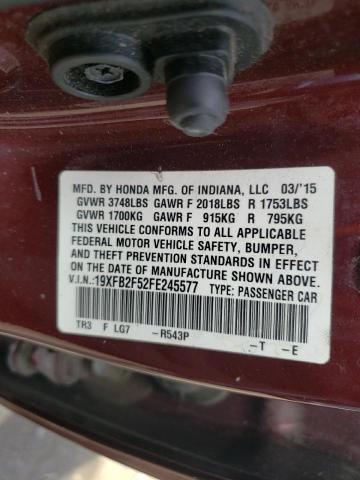 MFD. BY HONDA MFG. OF INDIANA, LLC 03/'15
GVWR 3748LBS GAWR F 2018LBS R 1753LBS
GVWR 1700KG GAWR F 915KG R 795KG
THIS VEHICLE CONFORMS TO ALL APPLICABLE
FEDERAL MOTOR VEHICLE SAFETY, BUMPER,
AND THEFT PREVENTION STANDARDS IN EFFECT
ON THE DATE OF MANUFACTURE SHOWN ABOVE.
V.I.N.:19XFB2F52FE245577 TYPE: PASSENGER CAR
TR3 F LG7 -R543P -T -E